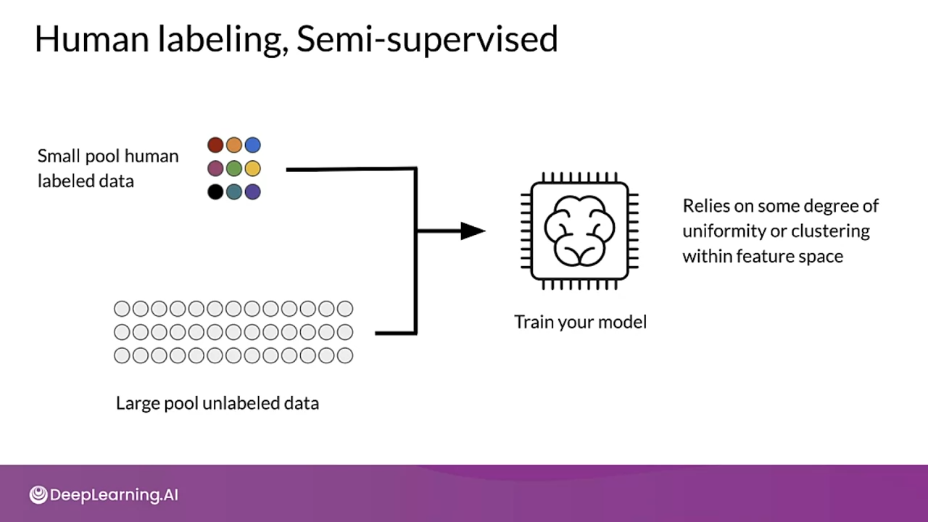 Human labeling, Semi-supervised
Small pool human
labeled data
Relies on some degree of
uniformity or clustering
within feature space
Train your model
Large pool unlabeled data
DeepLearning.AI